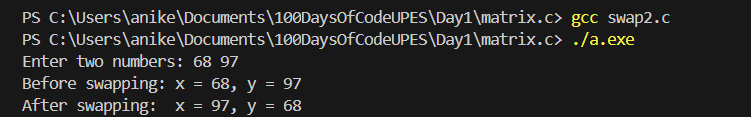 PS C:\Users\anike\Documents\100DaysOfCodeUPES\Day1\matrix.c> gcc swap2.c
PS C:\Users\anike\Documents\100DaysOfCodeUPES\Day1\matrix.c> ./a.exe
Enter two numbers: 68 97
Before swapping: x = 68, y = 97
After swapping:  x = 97, y = 68